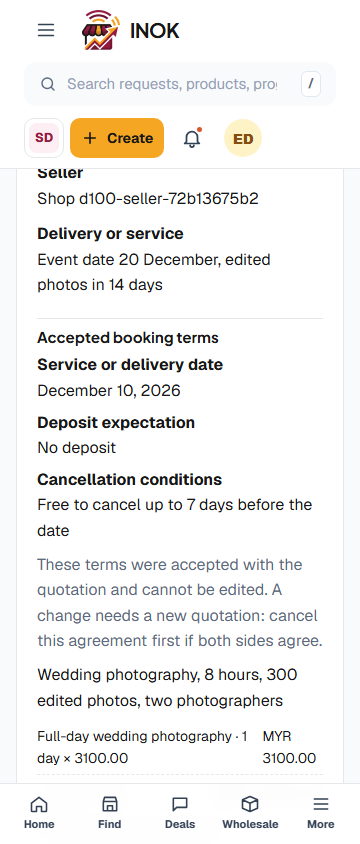 INOK
Search requests, products, prog
/
SD
Create
ED
Seller
Shop d100-seller-72b13675b2
Delivery or service
Event date 20 December, edited
photos in 14 days
Accepted booking terms
Service or delivery date
December 10, 2026
Deposit expectation
No deposit
Cancellation conditions
Free to cancel up to 7 days before the
date
These terms were accepted with the
quotation and cannot be edited. A
change needs a new quotation: cancel
this agreement first if both sides agree.
Wedding photography, 8 hours, 300
edited photos, two photographers
Full-day wedding photography · 1 MYR
day × 3100.00 3100.00
Home Find Deals Wholesale More